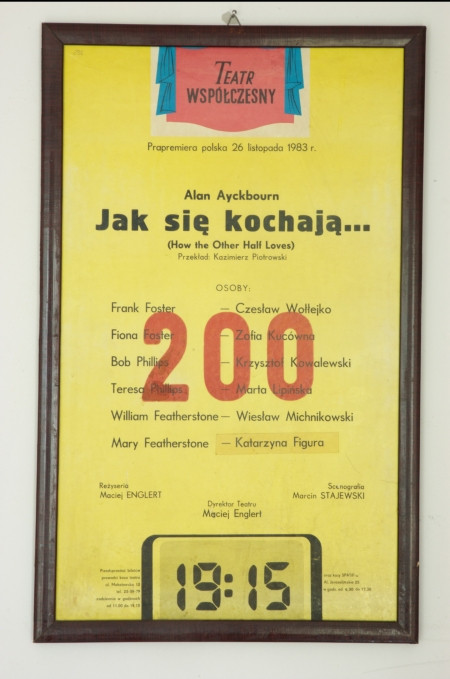 TEATR
WSPÓŁCZESNY
Prapremiera polska 26 listopada 1983 r.
Alan Ayckbourn
Jak się kochają...
(How the Other Half Loves)
Przekład: Kazimierz Piotrowski
OSOBY:
Frank Foster — Czesław Wołłejko
Fiona Foster — Zofia Kucówna
Bob Phillips — Krzysztof Kowalewski
Teresa Phillips — Marta Lipińska
William Featherstone — Wiesław Michnikowski
Mary Featherstone — Katarzyna Figura
200
Reżyseria
Maciej ENGLERT
Scenografia
Marcin STAJEWSKI
Dyrektor Teatru
Maciej Englert
19:15